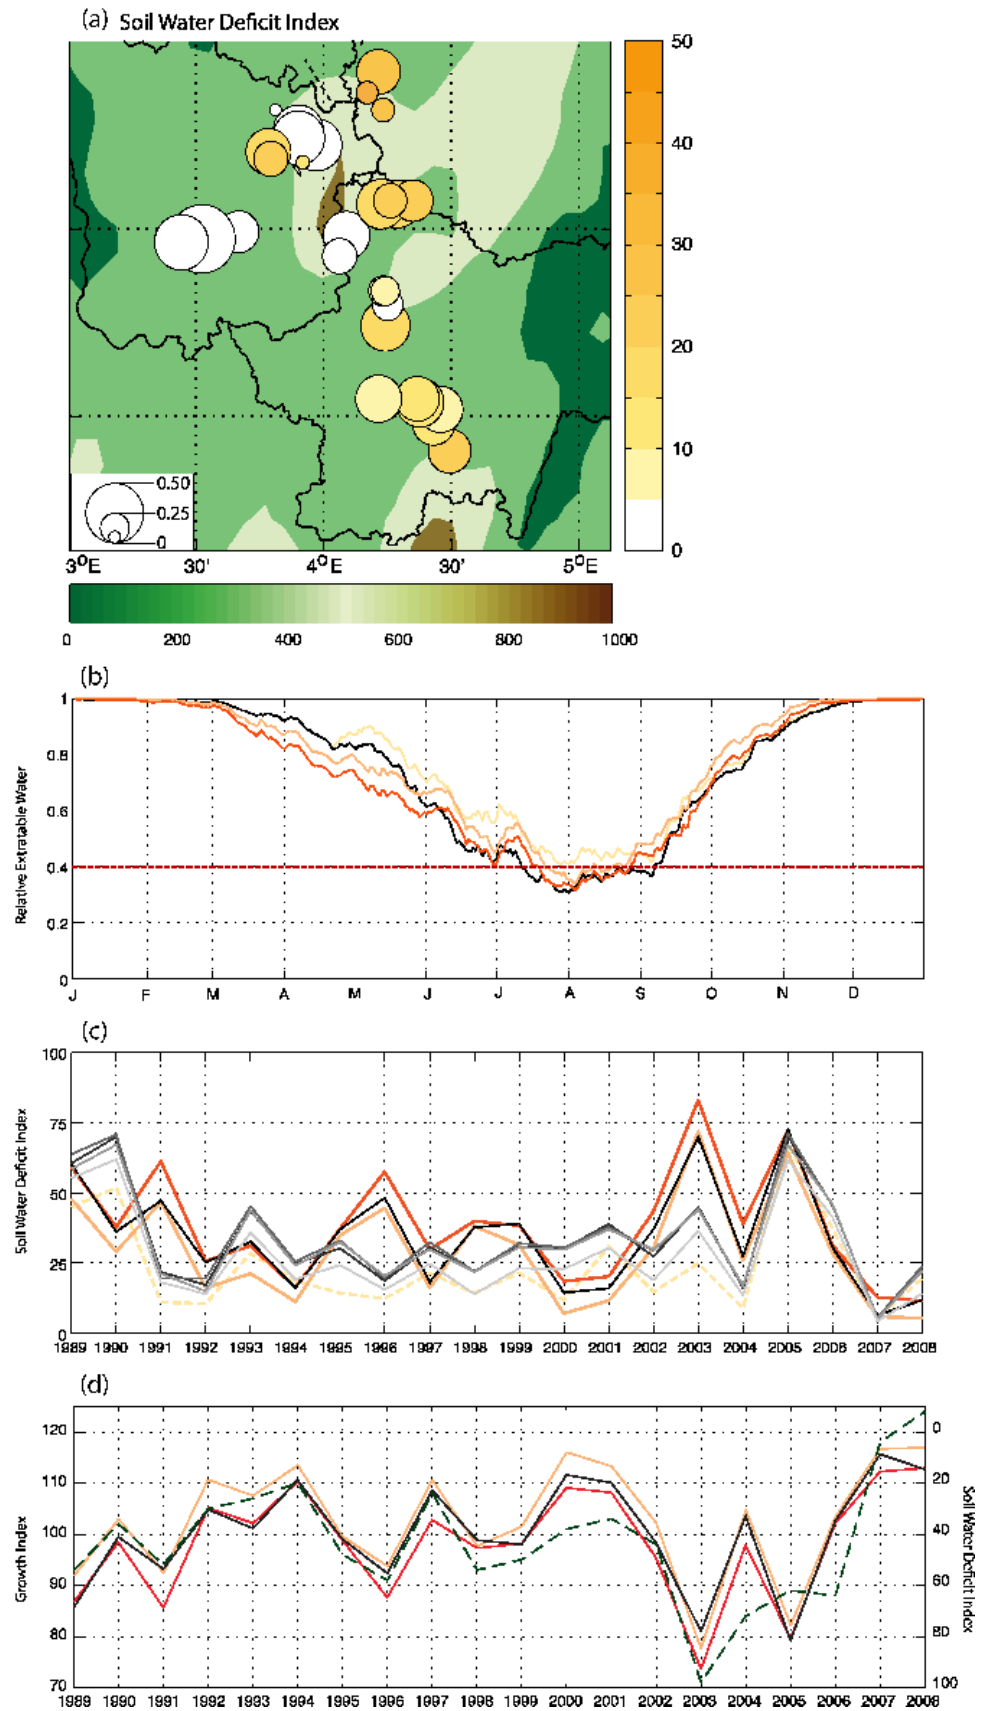 (a) Soil Water Deficit Index
50
40
30
20
10
0
0.50
0.25
0
3°E 30' 4°E 30' 5°E
0 200 400 600 800 1000
(b)
Relative Extratable Water
1
0.8
0.6
0.4
0.2
0
J F M A M J J A S O N D
(c)
Soil Water Deficit Index
100
75
50
25
0
1989 1990 1991 1992 1993 1994 1995 1996 1997 1998 1999 2000 2001 2002 2003 2004 2005 2006 2007 2008
(d)
Growth Index
120
110
100
90
80
70
0
20
40
60
80
100
Soil Water Deficit Index
1989 1990 1991 1992 1993 1994 1995 1996 1997 1998 1999 2000 2001 2002 2003 2004 2005 2006 2007 2008